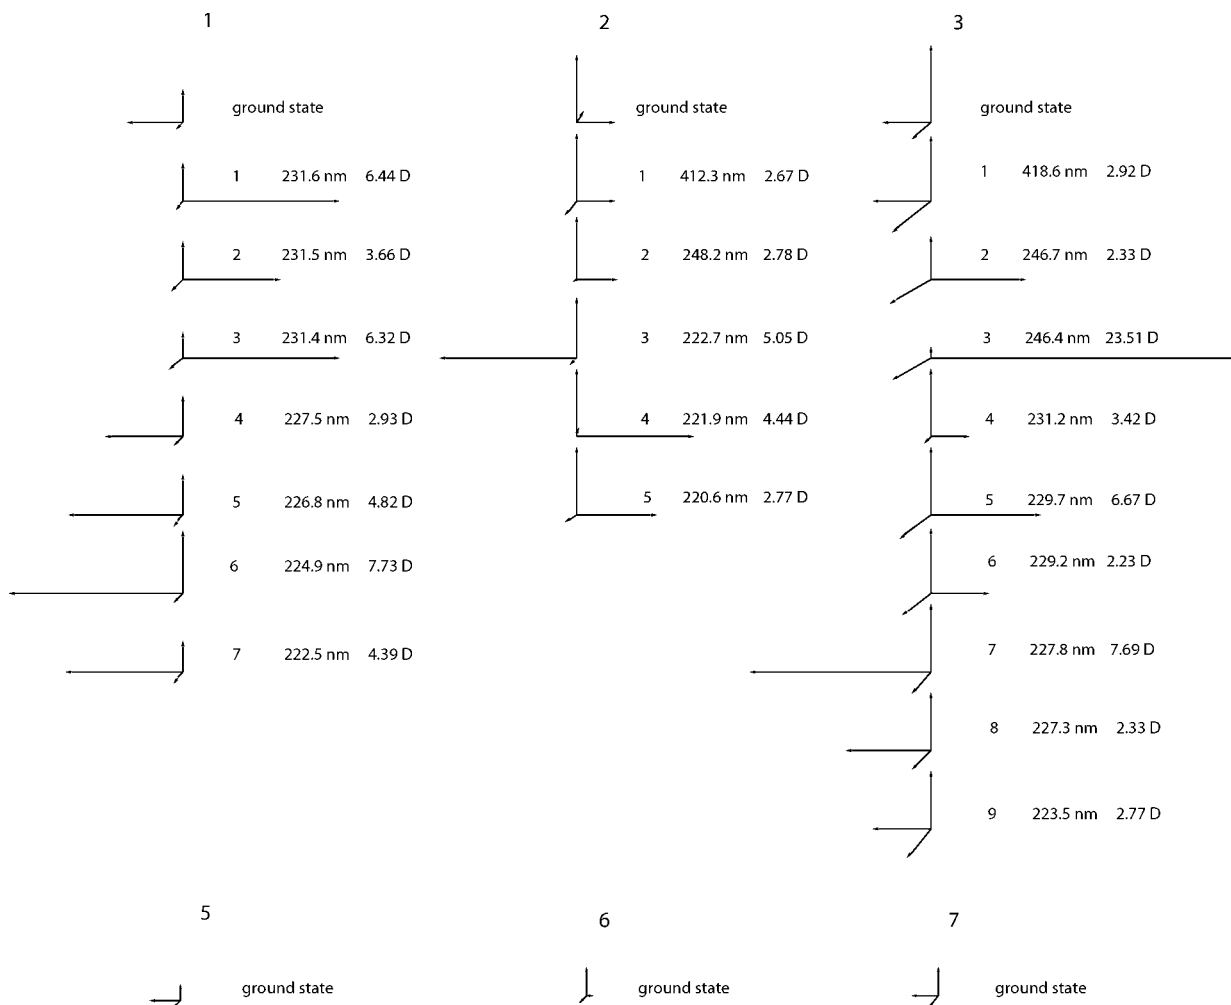 1
ground state
1 231.6 nm 6.44 D
2 231.5 nm 3.66 D
3 231.4 nm 6.32 D
4 227.5 nm 2.93 D
5 226.8 nm 4.82 D
6 224.9 nm 7.73 D
7 222.5 nm 4.39 D
2
ground state
1 412.3 nm 2.67 D
2 248.2 nm 2.78 D
3 222.7 nm 5.05 D
4 221.9 nm 4.44 D
5 220.6 nm 2.77 D
3
ground state
1 418.6 nm 2.92 D
2 246.7 nm 2.33 D
3 246.4 nm 23.51 D
4 231.2 nm 3.42 D
5 229.7 nm 6.67 D
6 229.2 nm 2.23 D
7 227.8 nm 7.69 D
8 227.3 nm 2.33 D
9 223.5 nm 2.77 D
5
ground state
6
ground state
7
ground state